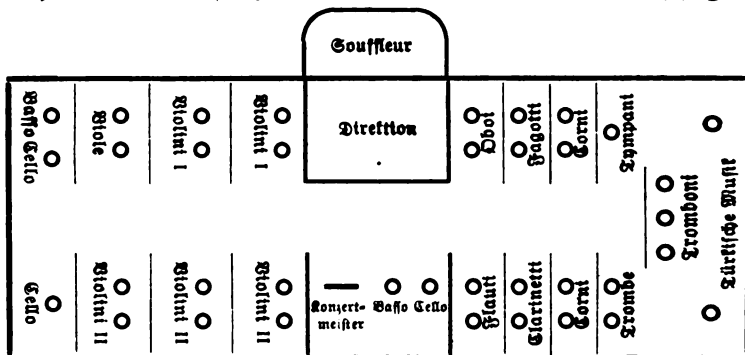 Souffleur
Direktion
Basso Cello
Viole
Violini I
Violini I
Oboi
Fagotti
Corni
Tympani
Tromboni
Türkische Musik
Cello
Violini II
Violini II
Violini II
Konzert-
meister
Basso Cello
Flauti
Clarinetti
Corni
Trombe